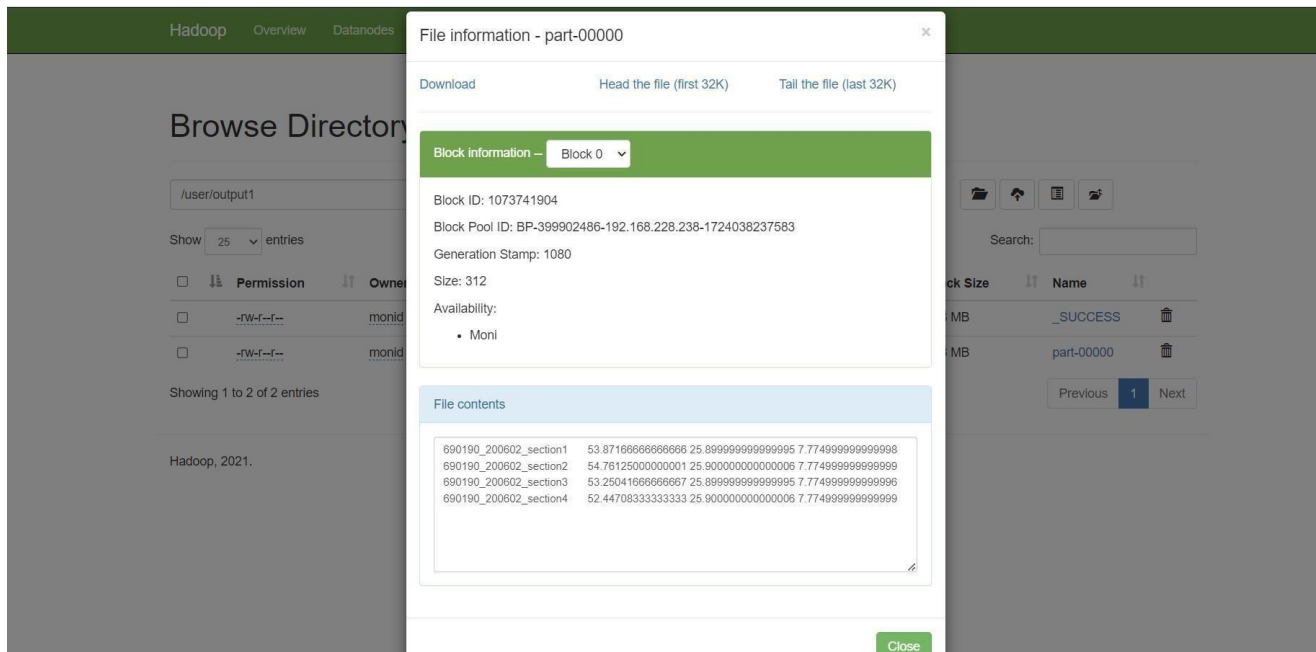 Hadoop Overview Datanodes
File information - part-00000 ×
Download Head the file (first 32K) Tail the file (last 32K)
Browse Directory
Block information -- Block 0
/user/output1
Block ID: 1073741904
Block Pool ID: BP-399902486-192.168.228.238-1724038237583
Show 25 entries Search:
Generation Stamp: 1080
Permission Owner Size: 312 ck Size Name
Availability:
-rw-r--r-- monid MB _SUCCESS
• Moni
-rw-r--r-- monid MB part-00000
Showing 1 to 2 of 2 entries Previous 1 Next
File contents
690190_200602_section1 53.87166666666666 25.899999999999995 7.774999999999998
690190_200602_section2 54.76125000000001 25.900000000000006 7.774999999999999
690190_200602_section3 53.25041666666667 25.899999999999995 7.774999999999996
690190_200602_section4 52.44708333333333 25.900000000000006 7.774999999999999
Hadoop, 2021.
Close